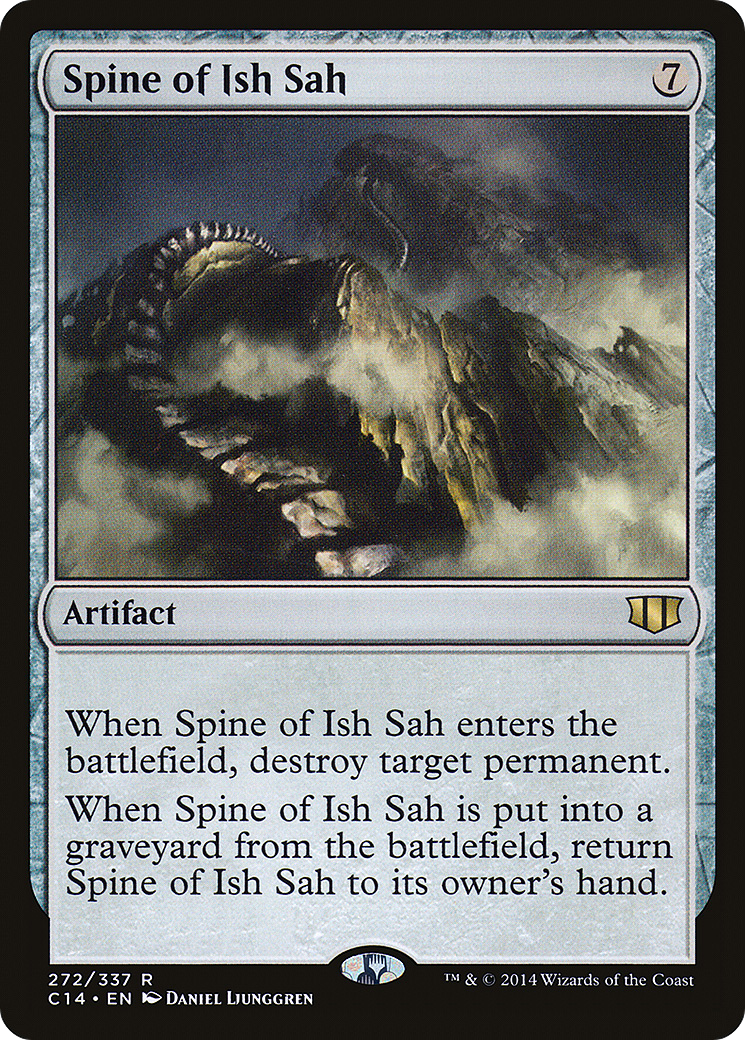 Spine of Ish Sah
7
Artifact
When Spine of Ish Sah enters the
battlefield, destroy target permanent.
When Spine of Ish Sah is put into a
graveyard from the battlefield, return
Spine of Ish Sah to its owner's hand.
272/337 R
C14 • EN Daniel Ljunggren
™ & © 2014 Wizards of the Coast